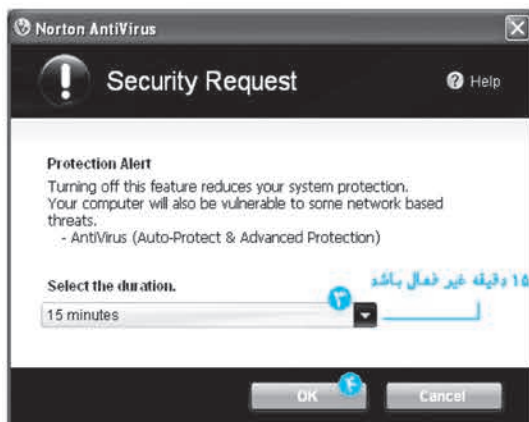 Norton AntiVirus
Security Request
Help
Protection Alert
Turning off this feature reduces your system protection.
Your computer will also be vulnerable to some network based
threats.
- AntiVirus (Auto-Protect & Advanced Protection)
۱۵ دقیقه غیر فعال باشد
Select the duration.
۳
15 minutes
OK
۴
Cancel